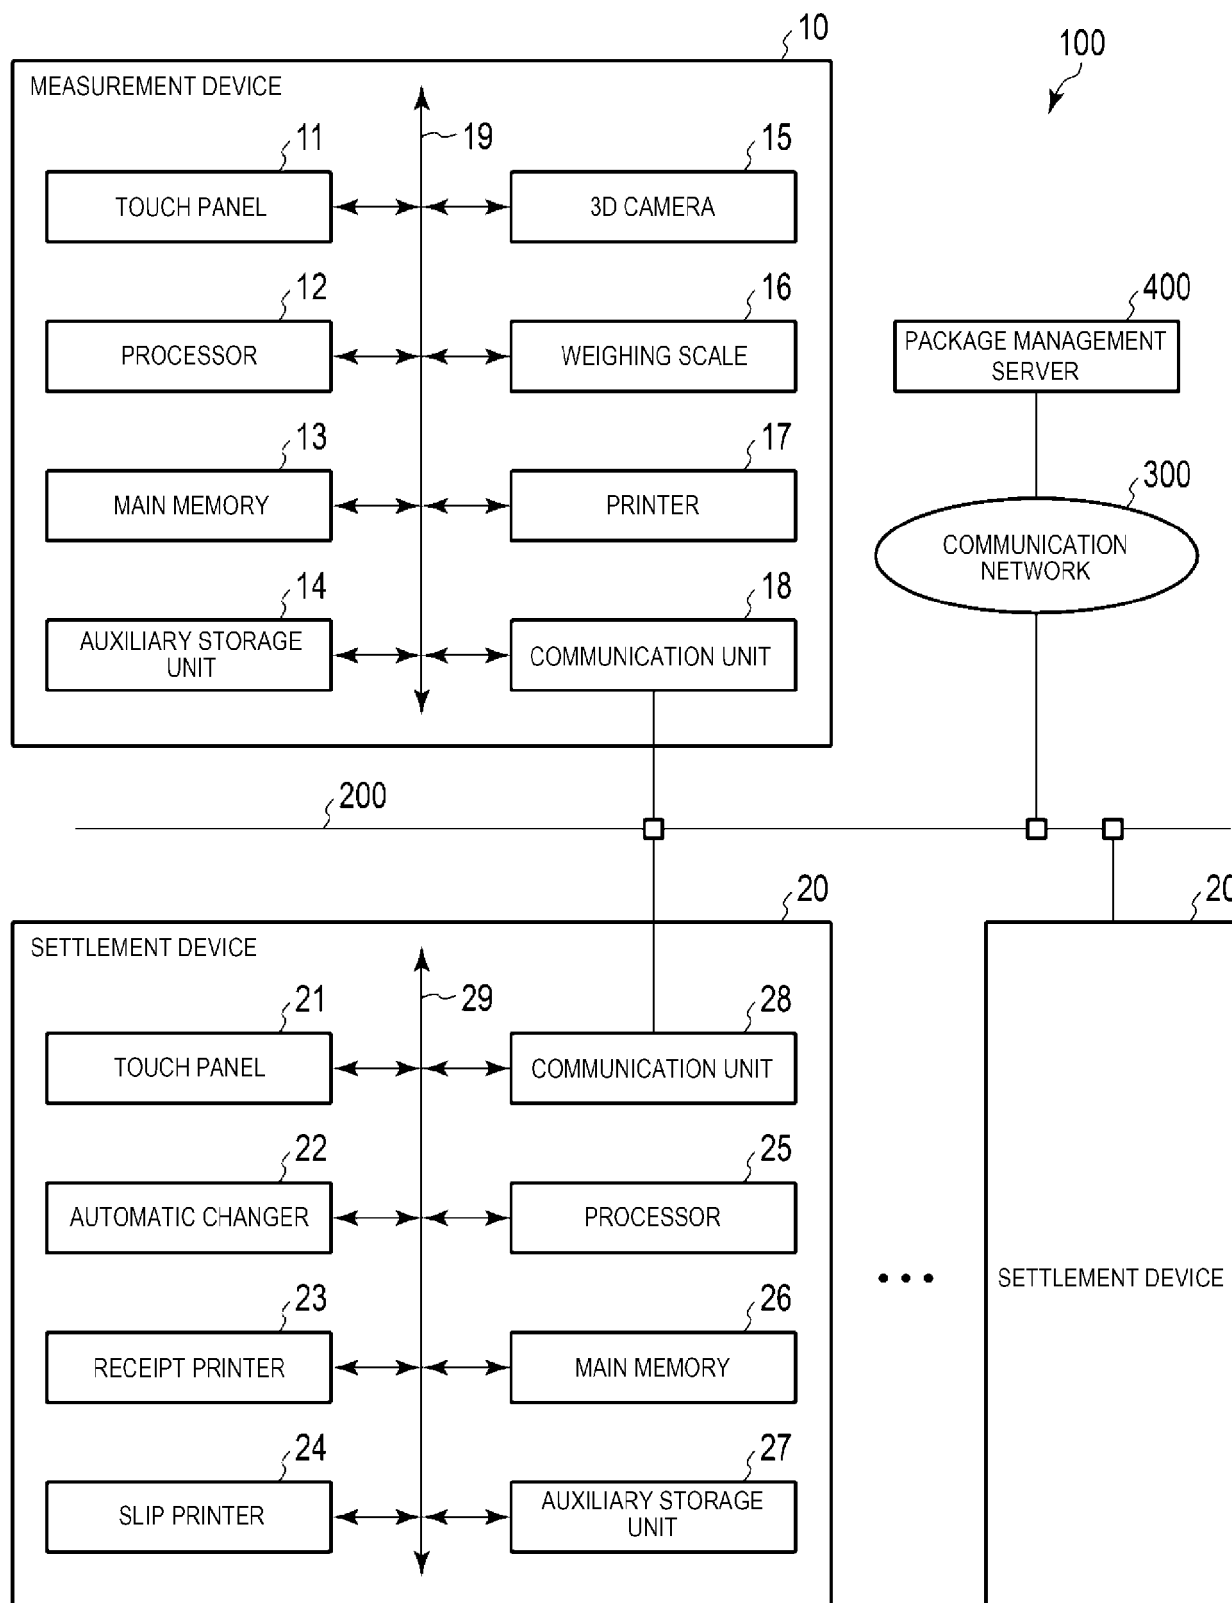 10
100
MEASUREMENT DEVICE
19
11
TOUCH PANEL
15
3D CAMERA
12
PROCESSOR
16
WEIGHING SCALE
13
MAIN MEMORY
17
PRINTER
14
AUXILIARY STORAGE
UNIT
18
COMMUNICATION UNIT
400
PACKAGE MANAGEMENT
SERVER
300
COMMUNICATION
NETWORK
200
20
SETTLEMENT DEVICE
29
21
TOUCH PANEL
28
COMMUNICATION UNIT
22
AUTOMATIC CHANGER
25
PROCESSOR
23
RECEIPT PRINTER
26
MAIN MEMORY
24
SLIP PRINTER
27
AUXILIARY STORAGE
UNIT
• • •
20
SETTLEMENT DEVICE